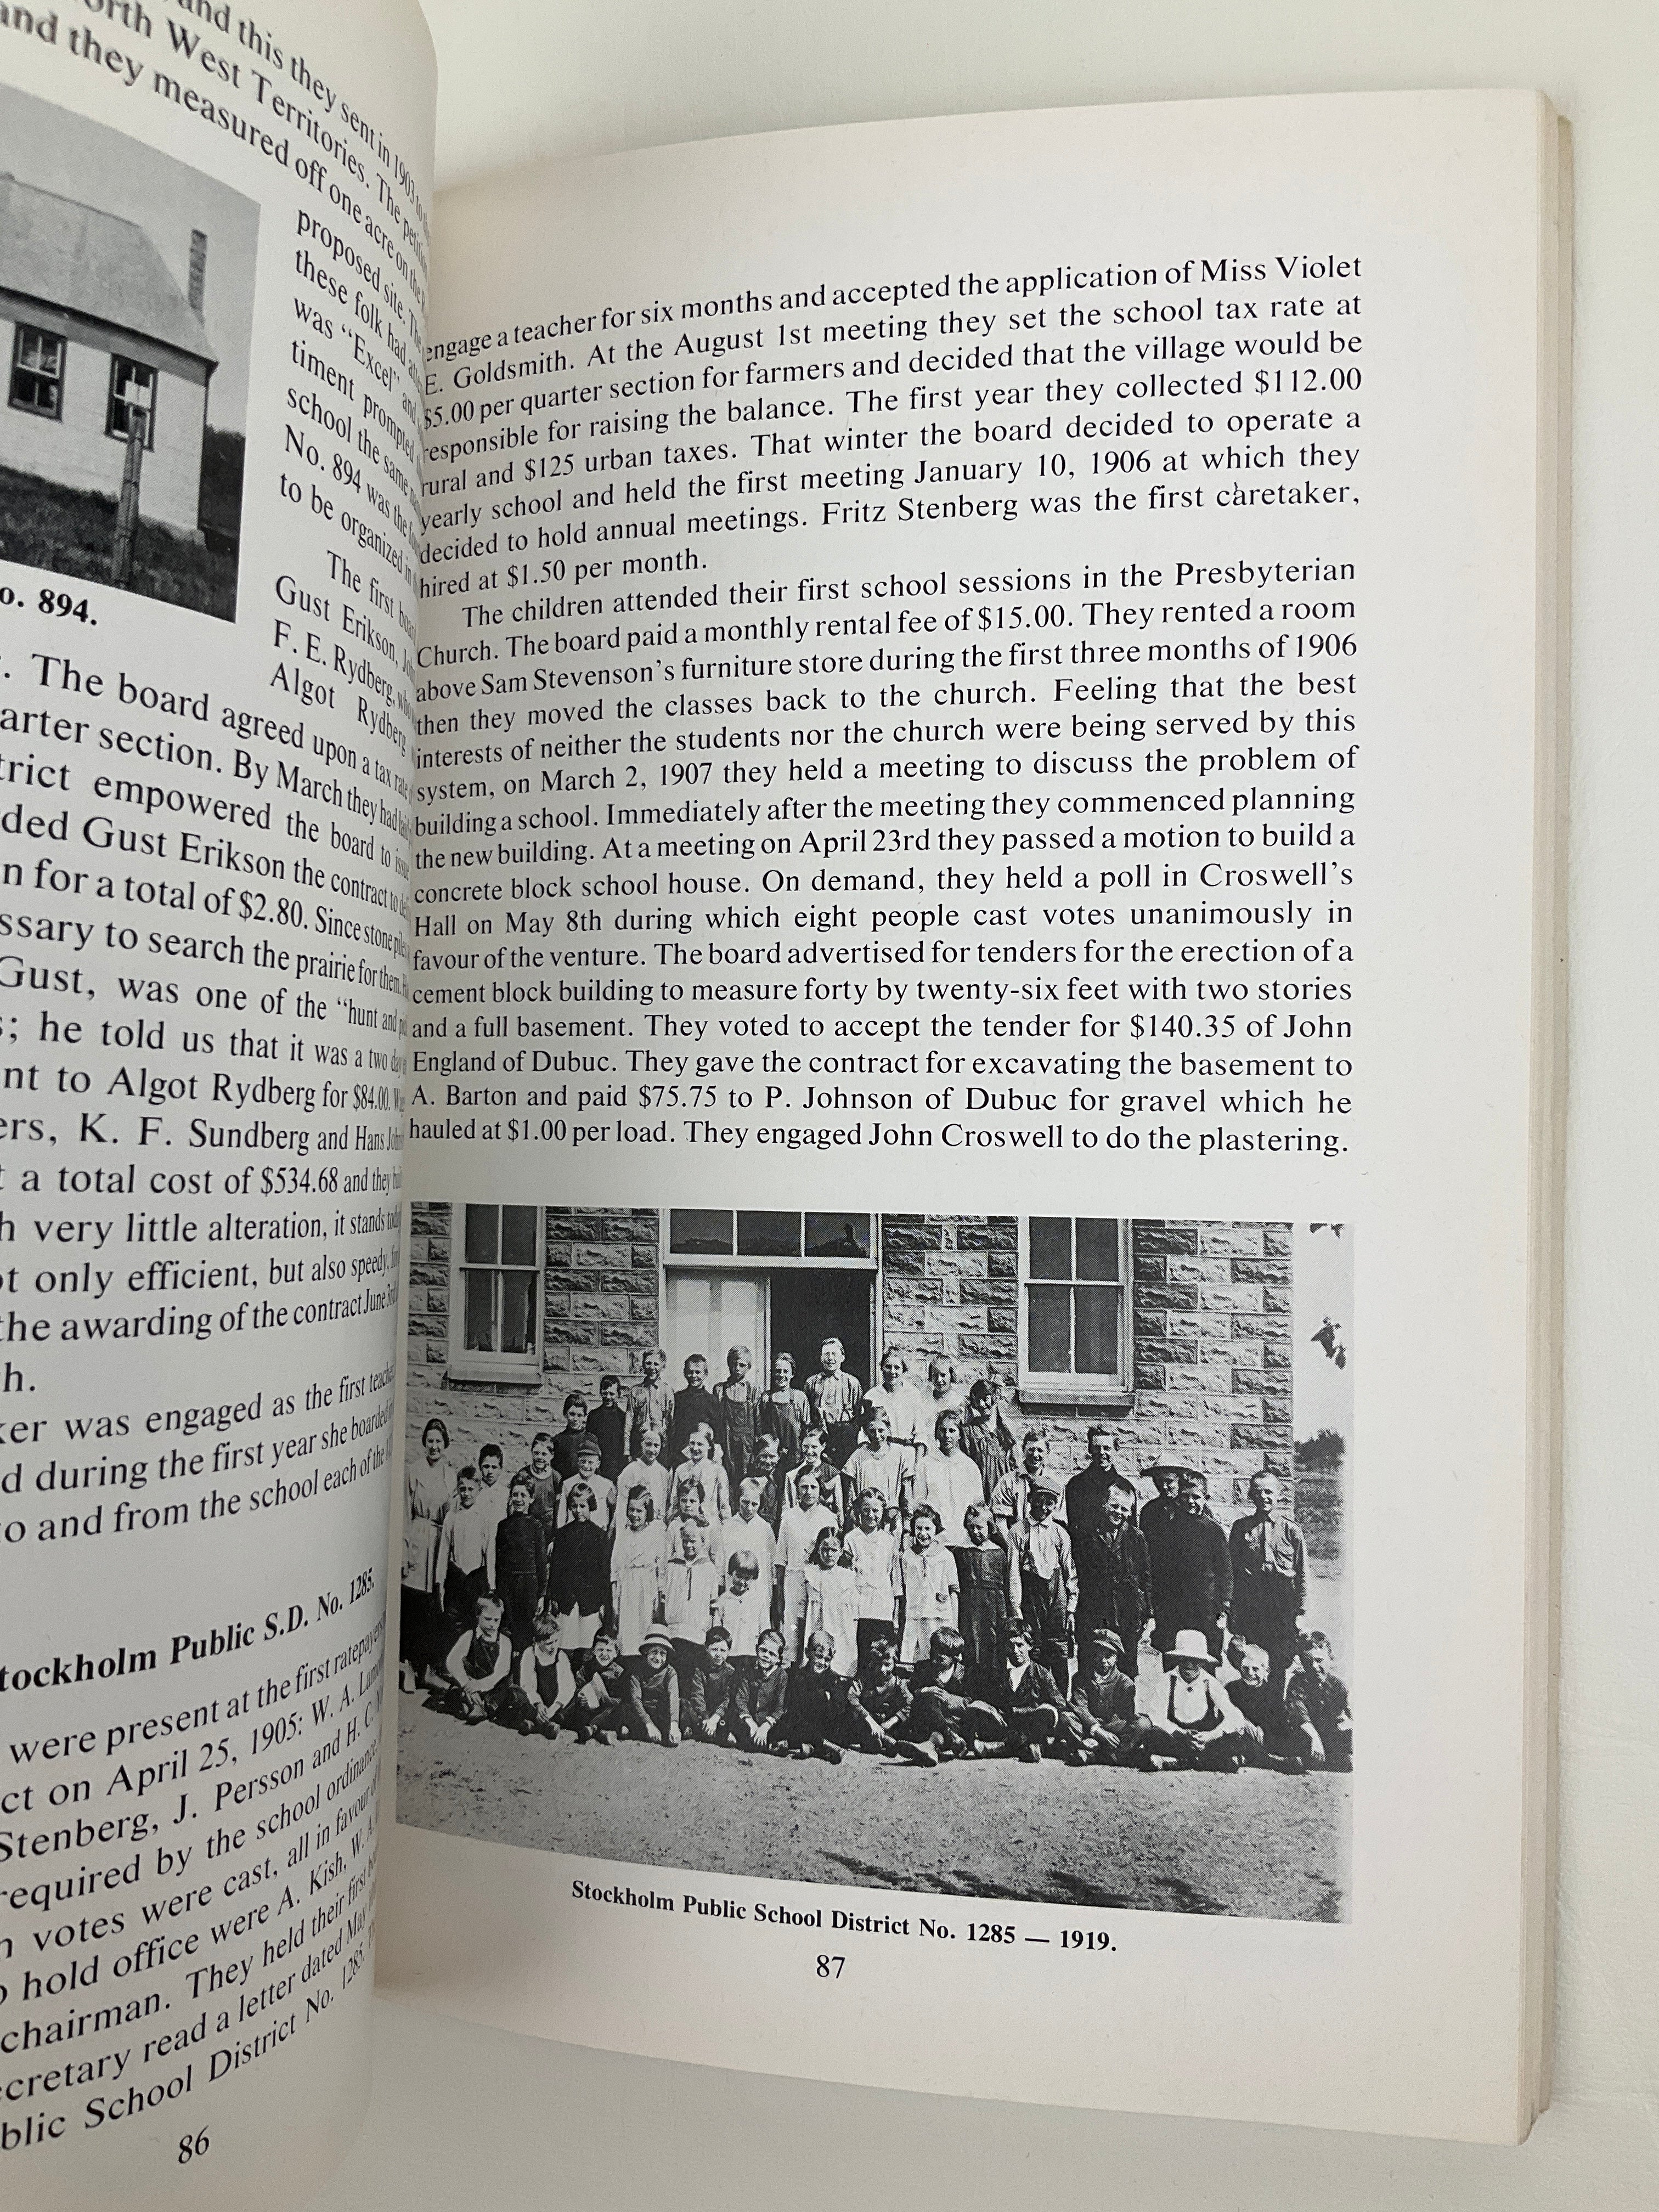 and this they sent in 1903 to
orth West Territories. The
and they measured off one acre on the
proposed site. The
these folk had
was “Excel” and
timent prompted
school the same
No. 894 was the
to be organized in
The first
Gust Erikson,
F. E. Rydberg,
Algot Rydberg
o. 894.
. The board agreed upon a tax rate
arter section. By March they had
trict empowered the board to
ded Gust Erikson the contract to
n for a total of $2.80. Since stone
ssary to search the prairie for them.
Gust, was one of the “hunt and
s; he told us that it was a two
nt to Algot Rydberg for $84.00.
ers, K. F. Sundberg and Hans
t a total cost of $534.68 and they
h very little alteration, it stands
ot only efficient, but also speedy,
the awarding of the contract June
h.
ker was engaged as the first
d during the first year she boarded
to and from the school each of the
tockholm Public S.D. No. 1285.
were present at the first ratepayers
ct on April 25, 1905: W. A.
Stenberg, J. Persson and H. C.
required by the school ordinance
n votes were cast, all in favour
o hold office were A. Kish, W. A.
chairman. They held their first
ecretary read a letter dated May
blic School District No. 1285.
86
engage a teacher for six months and accepted the application of Miss Violet
E. Goldsmith. At the August 1st meeting they set the school tax rate at
$5.00 per quarter section for farmers and decided that the village would be
responsible for raising the balance. The first year they collected $112.00
rural and $125 urban taxes. That winter the board decided to operate a
yearly school and held the first meeting January 10, 1906 at which they
decided to hold annual meetings. Fritz Stenberg was the first caretaker,
hired at $1.50 per month.
The children attended their first school sessions in the Presbyterian
Church. The board paid a monthly rental fee of $15.00. They rented a room
above Sam Stevenson’s furniture store during the first three months of 1906
then they moved the classes back to the church. Feeling that the best
interests of neither the students nor the church were being served by this
system, on March 2, 1907 they held a meeting to discuss the problem of
building a school. Immediately after the meeting they commenced planning
the new building. At a meeting on April 23rd they passed a motion to build a
concrete block school house. On demand, they held a poll in Croswell’s
Hall on May 8th during which eight people cast votes unanimously in
favour of the venture. The board advertised for tenders for the erection of a
cement block building to measure forty by twenty-six feet with two stories
and a full basement. They voted to accept the tender for $140.35 of John
England of Dubuc. They gave the contract for excavating the basement to
A. Barton and paid $75.75 to P. Johnson of Dubuc for gravel which he
hauled at $1.00 per load. They engaged John Croswell to do the plastering.
Stockholm Public School District No. 1285 — 1919.
87